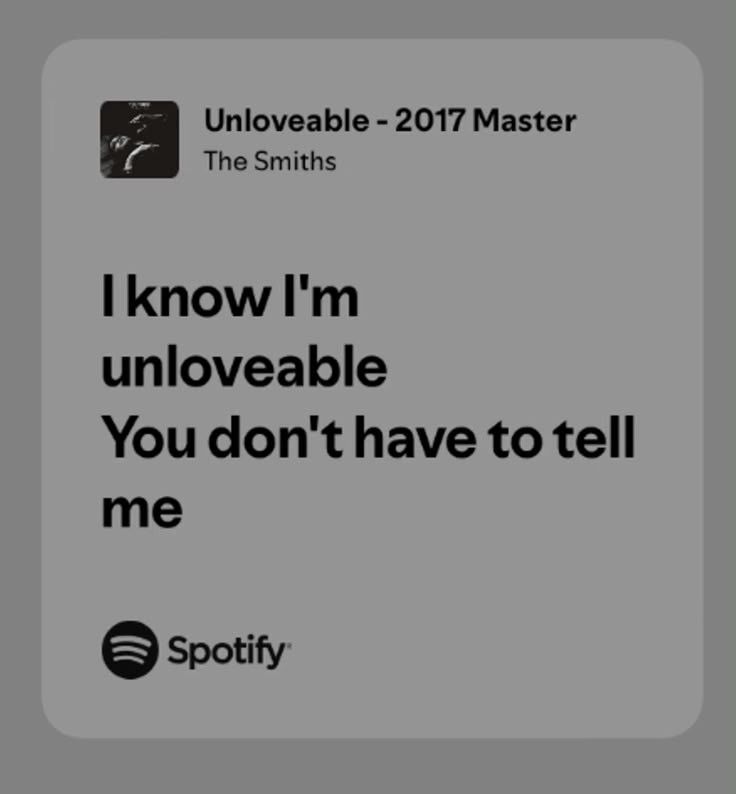 Unloveable - 2017 Master
The Smiths
I know I'm
unloveable
You don't have to tell
me
Spotify